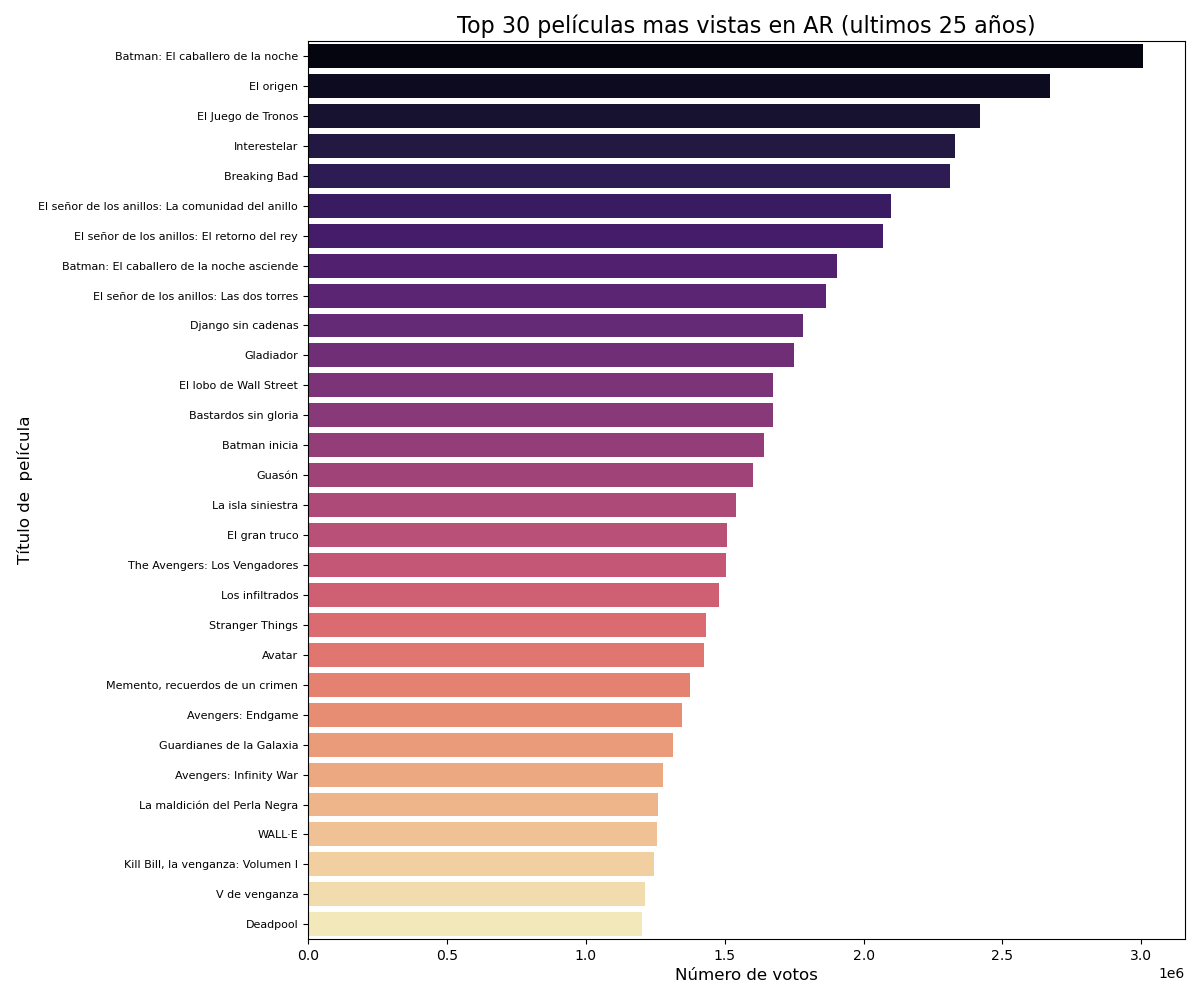 Top 30 películas mas vistas en AR (ultimos 25 años)
Título de  película
Batman: El caballero de la noche
El origen
El Juego de Tronos
Interestelar
Breaking Bad
El señor de los anillos: La comunidad del anillo
El señor de los anillos: El retorno del rey
Batman: El caballero de la noche asciende
El señor de los anillos: Las dos torres
Django sin cadenas
Gladiador
El lobo de Wall Street
Bastardos sin gloria
Batman inicia
Guasón
La isla siniestra
El gran truco
The Avengers: Los Vengadores
Los infiltrados
Stranger Things
Avatar
Memento, recuerdos de un crimen
Avengers: Endgame
Guardianes de la Galaxia
Avengers: Infinity War
La maldición del Perla Negra
WALL·E
Kill Bill, la venganza: Volumen I
V de venganza
Deadpool
0.0 0.5 1.0 1.5 2.0 2.5 3.0
1e6
Número de votos